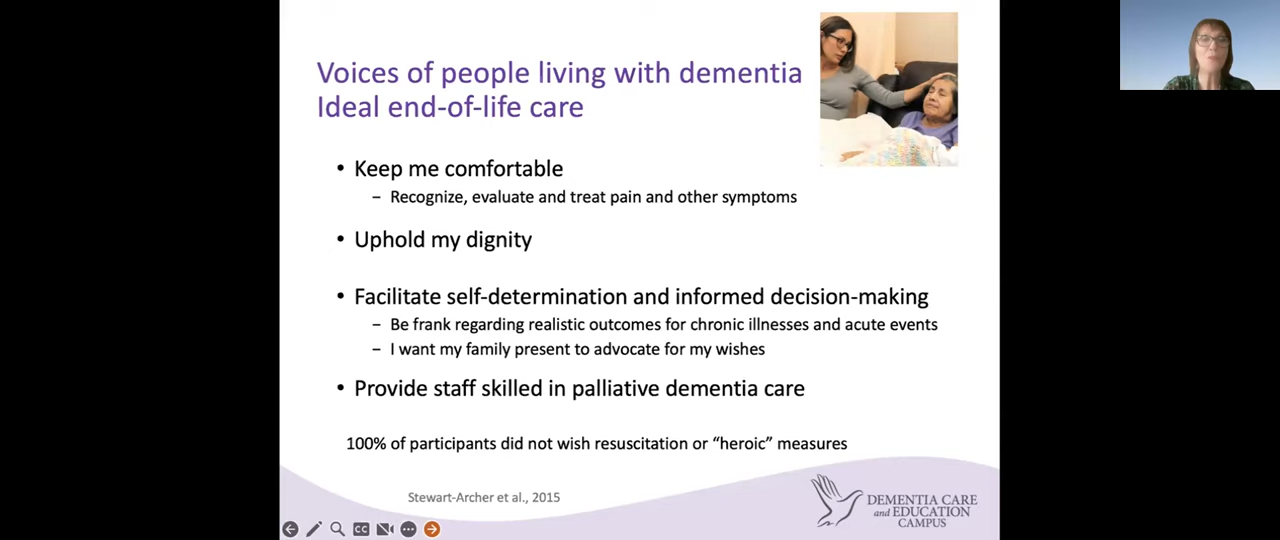 Voices of people living with dementia
Ideal end-of-life care
• Keep me comfortable
– Recognize, evaluate and treat pain and other symptoms
• Uphold my dignity
• Facilitate self-determination and informed decision-making
– Be frank regarding realistic outcomes for chronic illnesses and acute events
– I want my family present to advocate for my wishes
• Provide staff skilled in palliative dementia care
100% of participants did not wish resuscitation or “heroic” measures
Stewart-Archer et al., 2015
DEMENTIA CARE
and EDUCATION
CAMPUS
CC